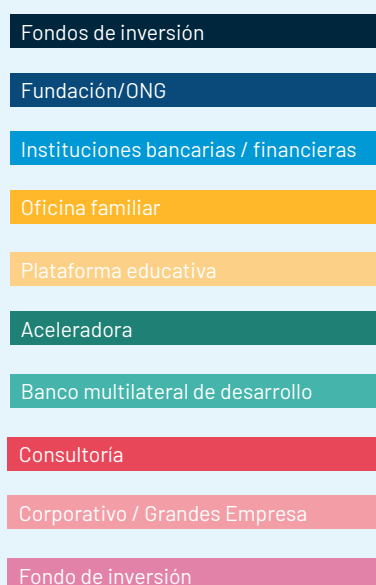 Fondos de inversión
Fundación/ONG
Instituciones bancarias / financieras
Oficina familiar
Plataforma educativa
Aceleradora
Banco multilateral de desarrollo
Consultoría
Corporativo / Grandes Empresa
Fondo de inversión